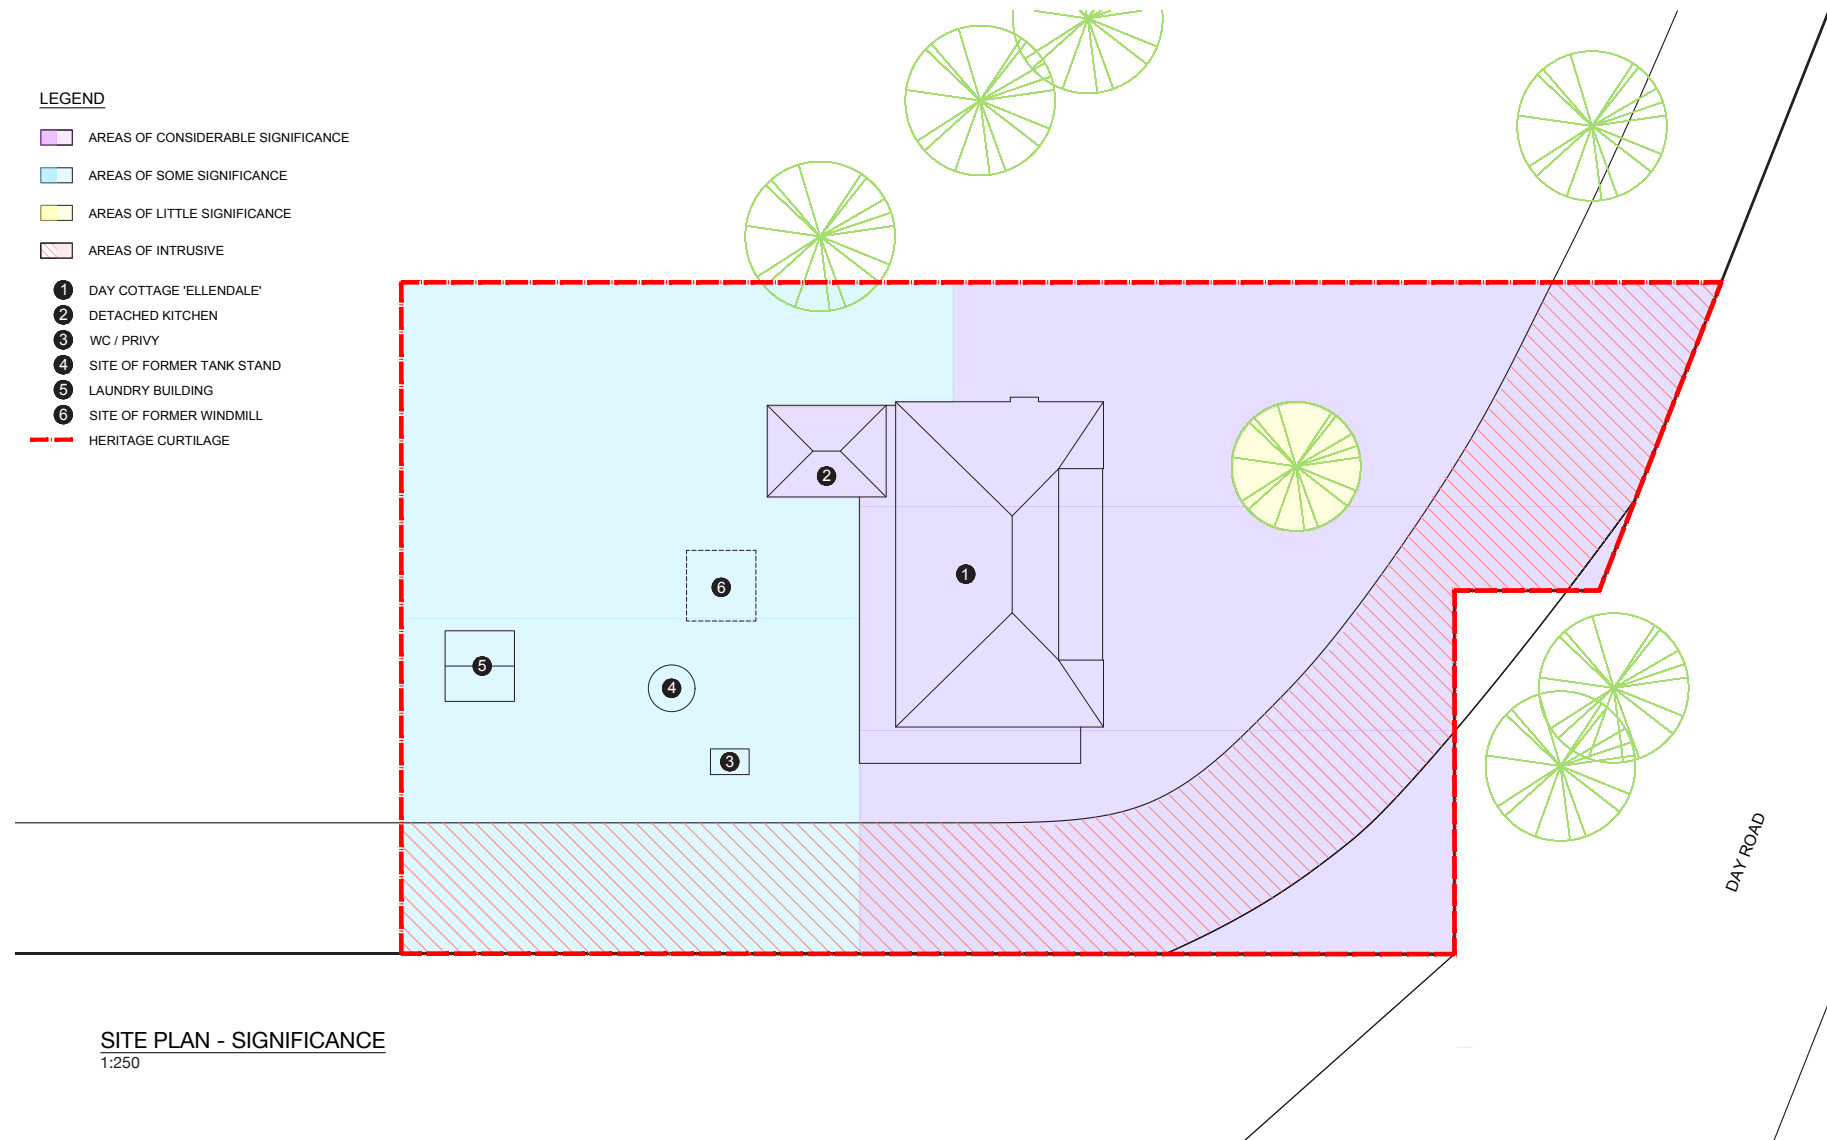 LEGEND
AREAS OF CONSIDERABLE SIGNIFICANCE
AREAS OF SOME SIGNIFICANCE
AREAS OF LITTLE SIGNIFICANCE
AREAS OF INTRUSIVE
1 DAY COTTAGE 'ELLENDALE'
2 DETACHED KITCHEN
3 WC / PRIVY
4 SITE OF FORMER TANK STAND
5 LAUNDRY BUILDING
6 SITE OF FORMER WINDMILL
HERITAGE CURTILAGE
2
1
6
5
4
3
DAY ROAD
SITE PLAN - SIGNIFICANCE
1:250